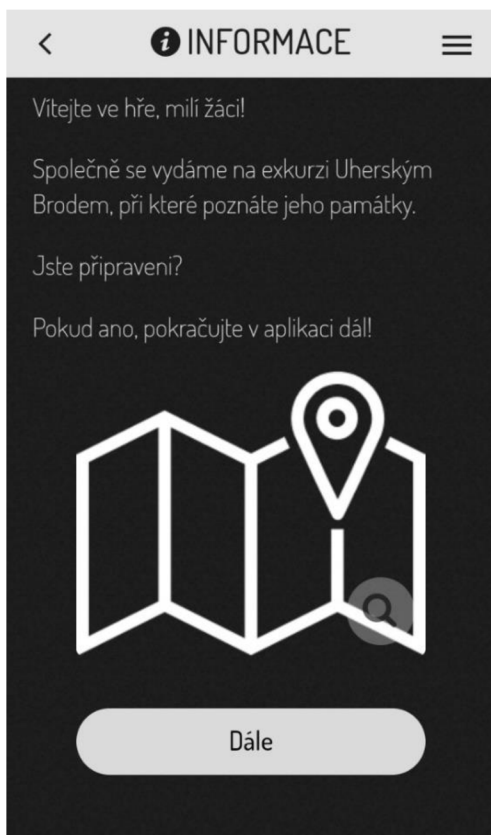 INFORMACE
Vítejte ve hře, milí žáci!
Společně se vydáme na exkurzi Uherským
Brodem, při které poznáte jeho památky.
Jste připraveni?
Pokud ano, pokračujte v aplikaci dál!
Dále